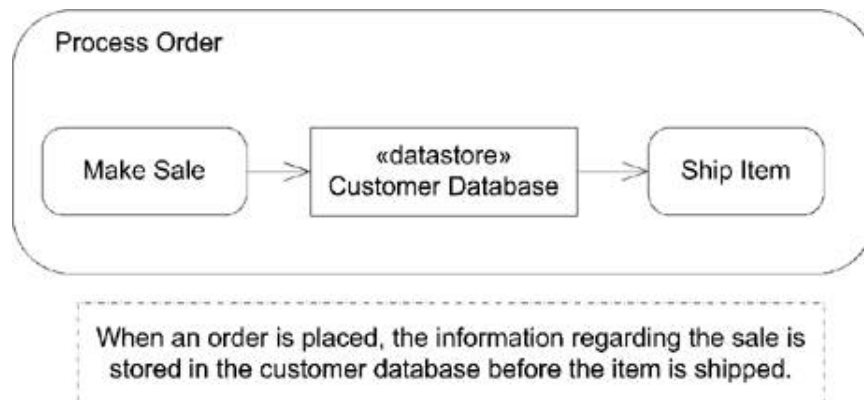 Process Order
Make Sale
«datastore»
Customer Database
Ship Item
When an order is placed, the information regarding the sale is
stored in the customer database before the item is shipped.